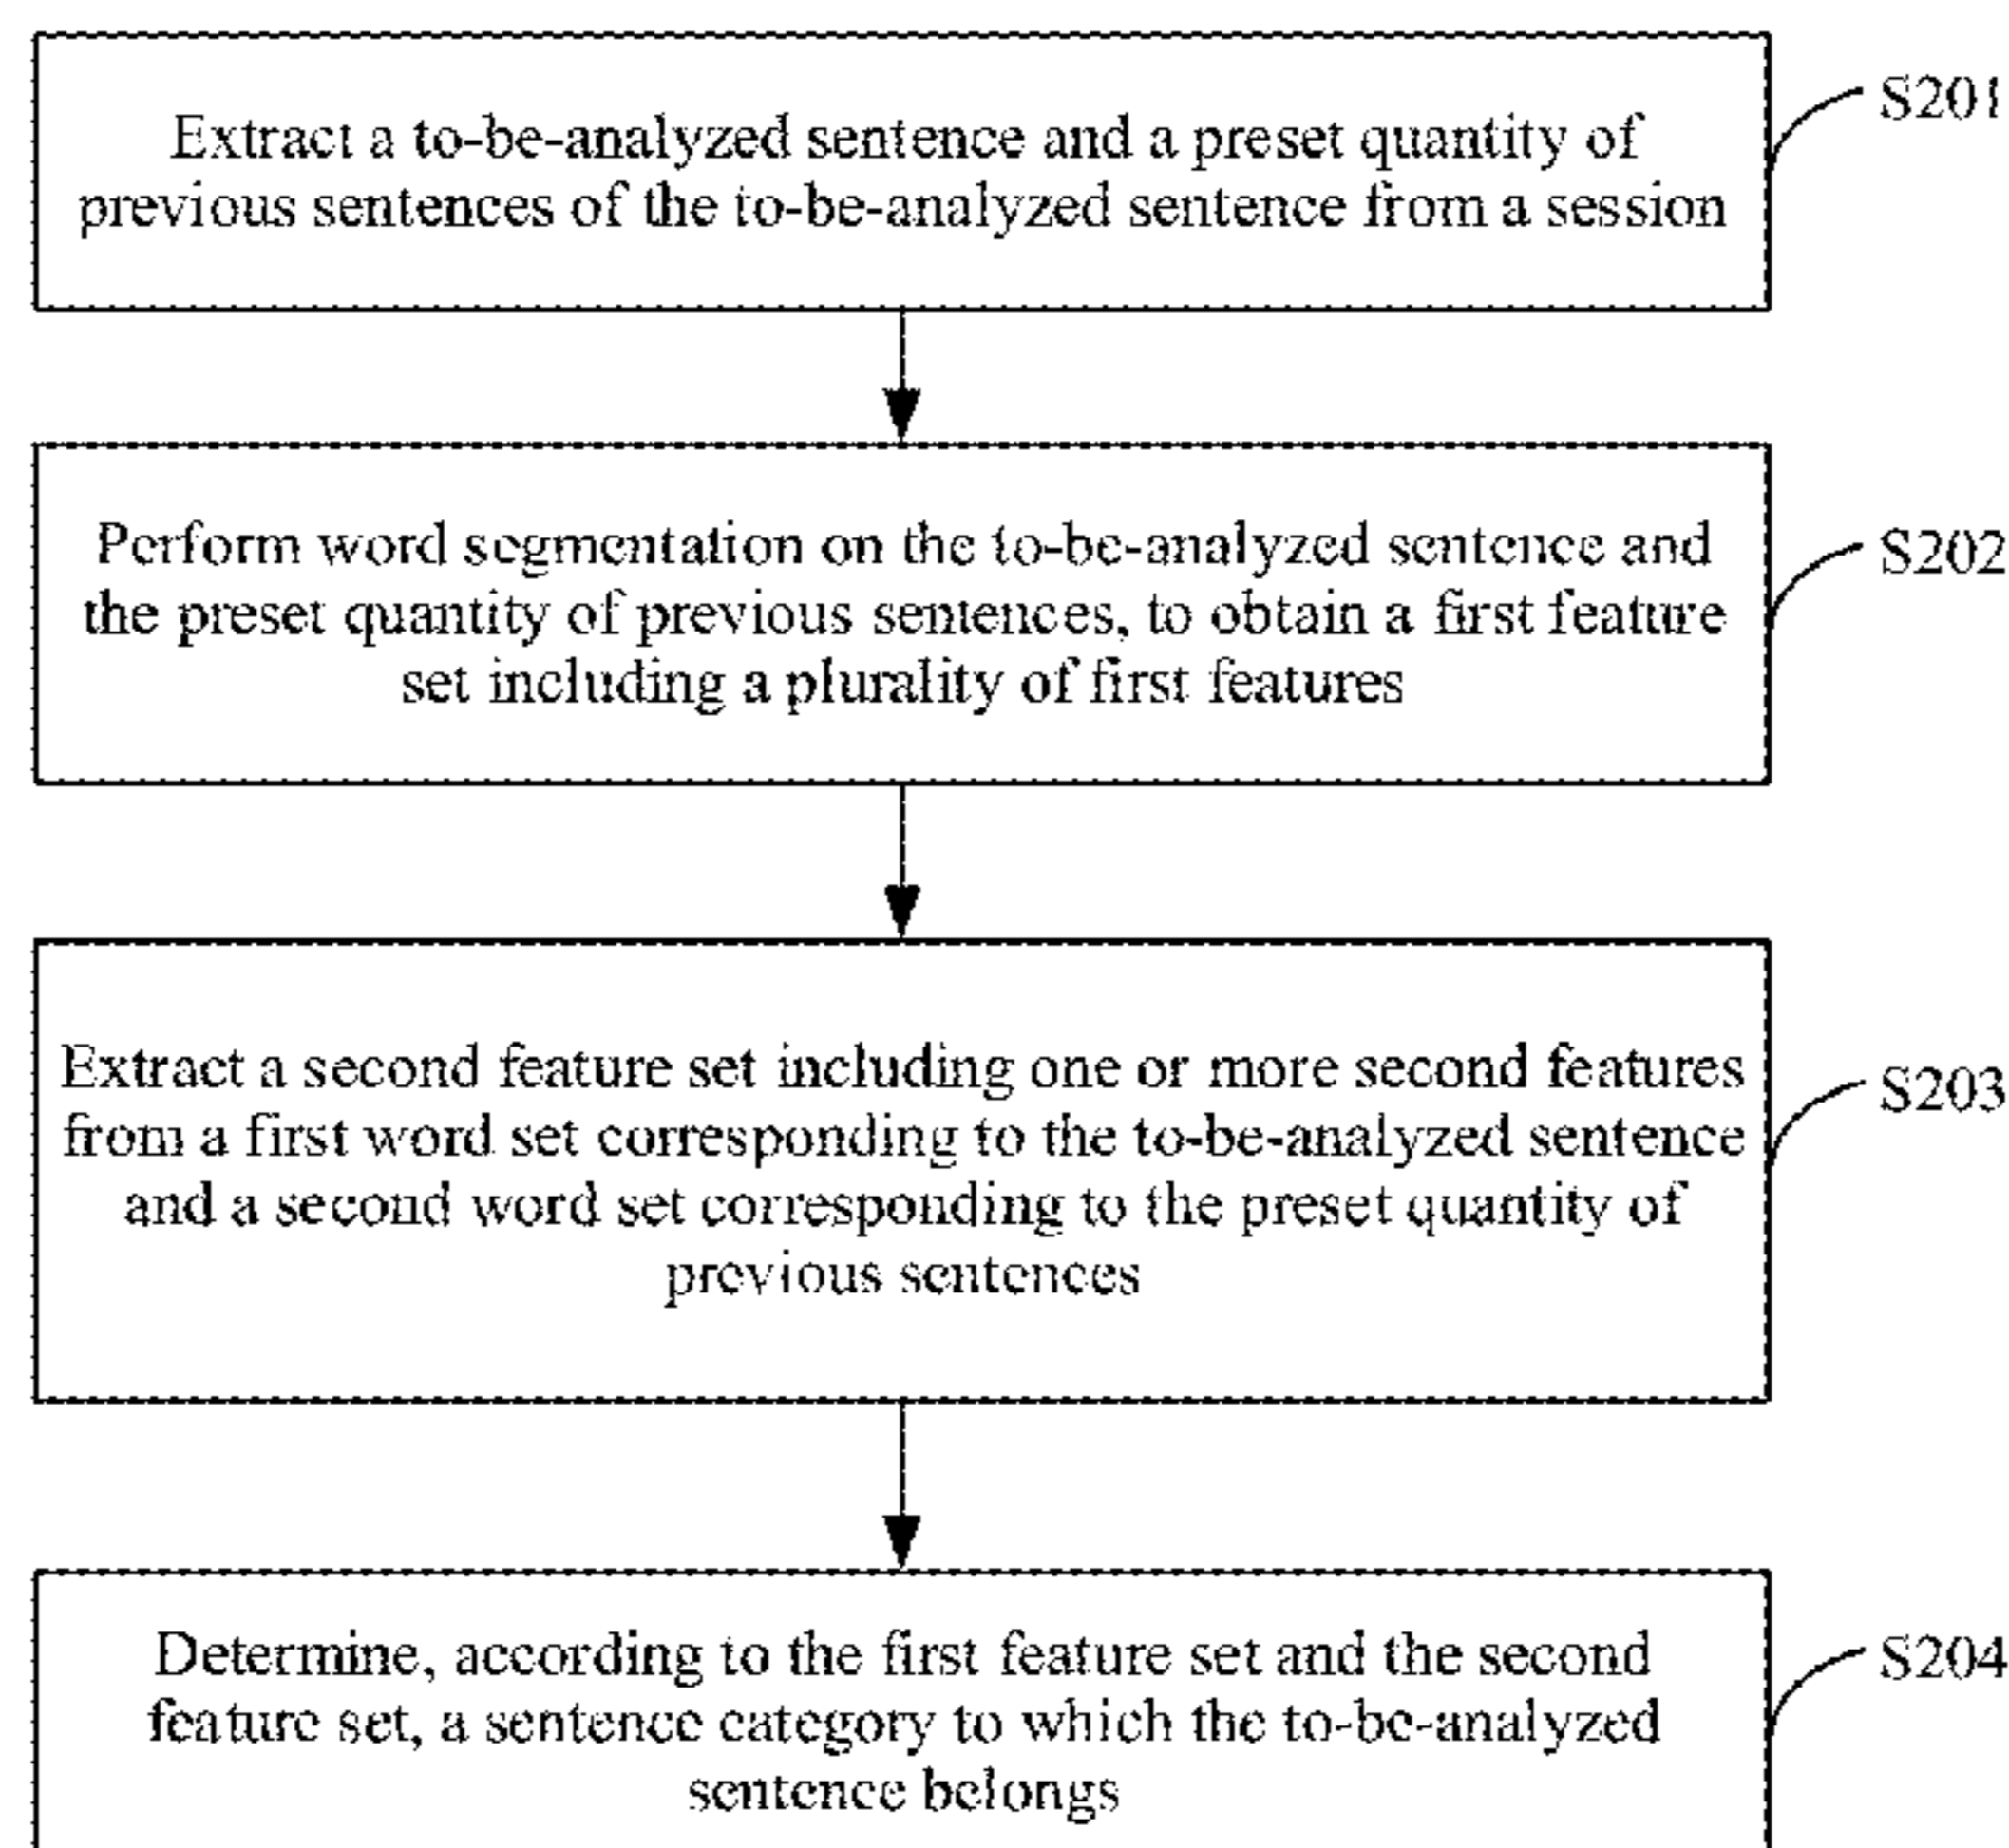 Extract a to-be-analyzed sentence and a preset quantity of
previous sentences of the to-be-analyzed sentence from a session
S201
Perform word segmentation on the to-be-analyzed sentence and
the preset quantity of previous sentences, to obtain a first feature
set including a plurality of first features
S202
Extract a second feature set including one or more second features
from a first word set corresponding to the to-be-analyzed sentence
and a second word set corresponding to the preset quantity of
previous sentences
S203
Determine, according to the first feature set and the second
feature set, a sentence category to which the to-be-analyzed
sentence belongs
S204